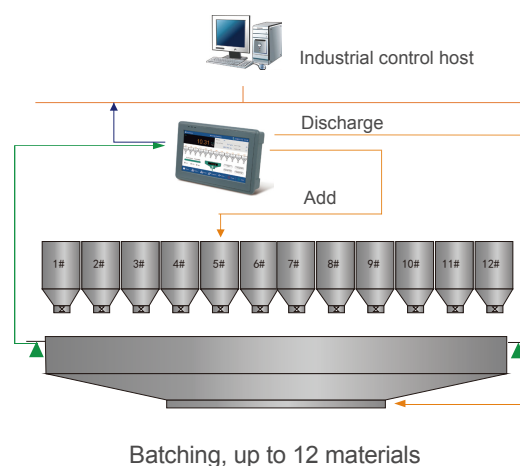 Industrial control host
Discharge
Add
1# 2# 3# 4# 5# 6# 7# 8# 9# 10# 11# 12#
Batching, up to 12 materials